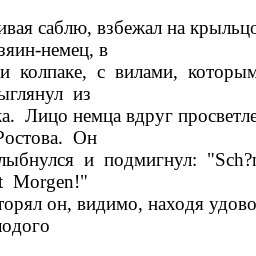 ивая саблю, взбежал на крыльцо
зяин-немец, в
и колпаке, с вилами, которым
ыглянул из
ка. Лицо немца вдруг просветле
Ростова. Он
лыбнулся и подмигнул: "Sch?n
t Morgen!"
торял он, видимо, находя удово
лодого